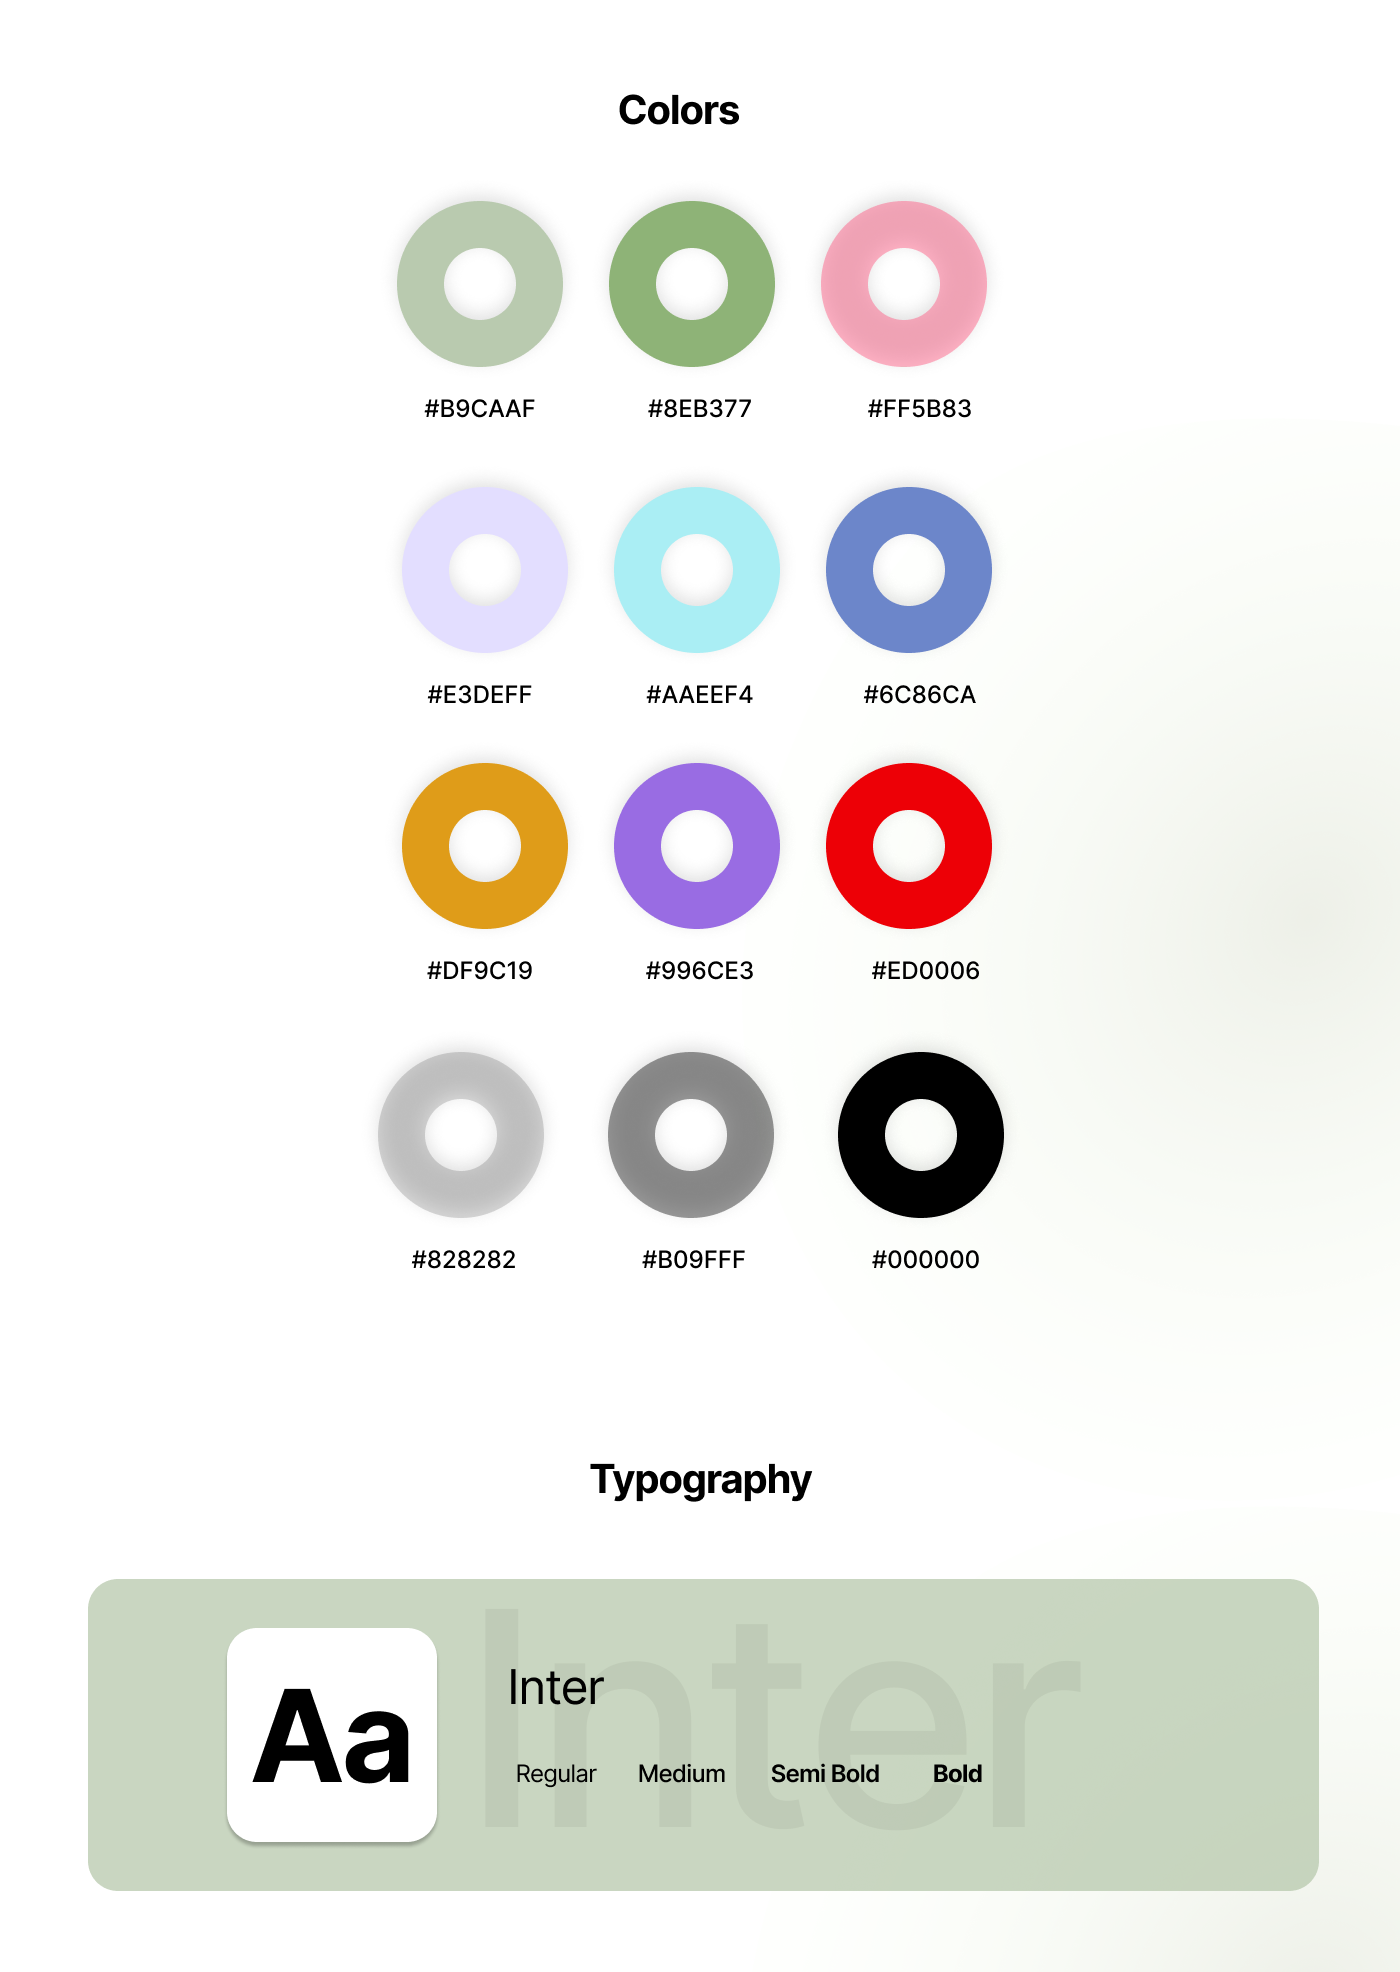 Colors
#B9CAAF #8EB377 #FF5B83
#E3DEFF #AAEEF4 #6C86CA
#DF9C19 #996CE3 #ED0006
#828282 #B09FFF #000000
Typography
Inter
Aa
Inter
Regular Medium Semi Bold Bold